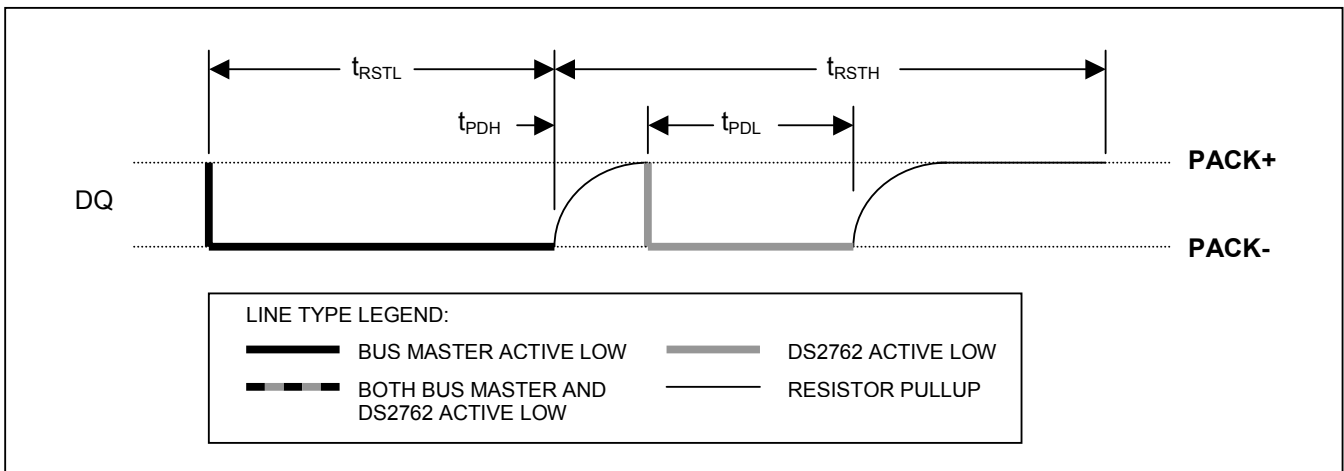 tRSTL
tRSTH
tPDH
tPDL
PACK+
DQ
PACK-
LINE TYPE LEGEND:
BUS MASTER ACTIVE LOW
DS2762 ACTIVE LOW
BOTH BUS MASTER AND
DS2762 ACTIVE LOW
RESISTOR PULLUP